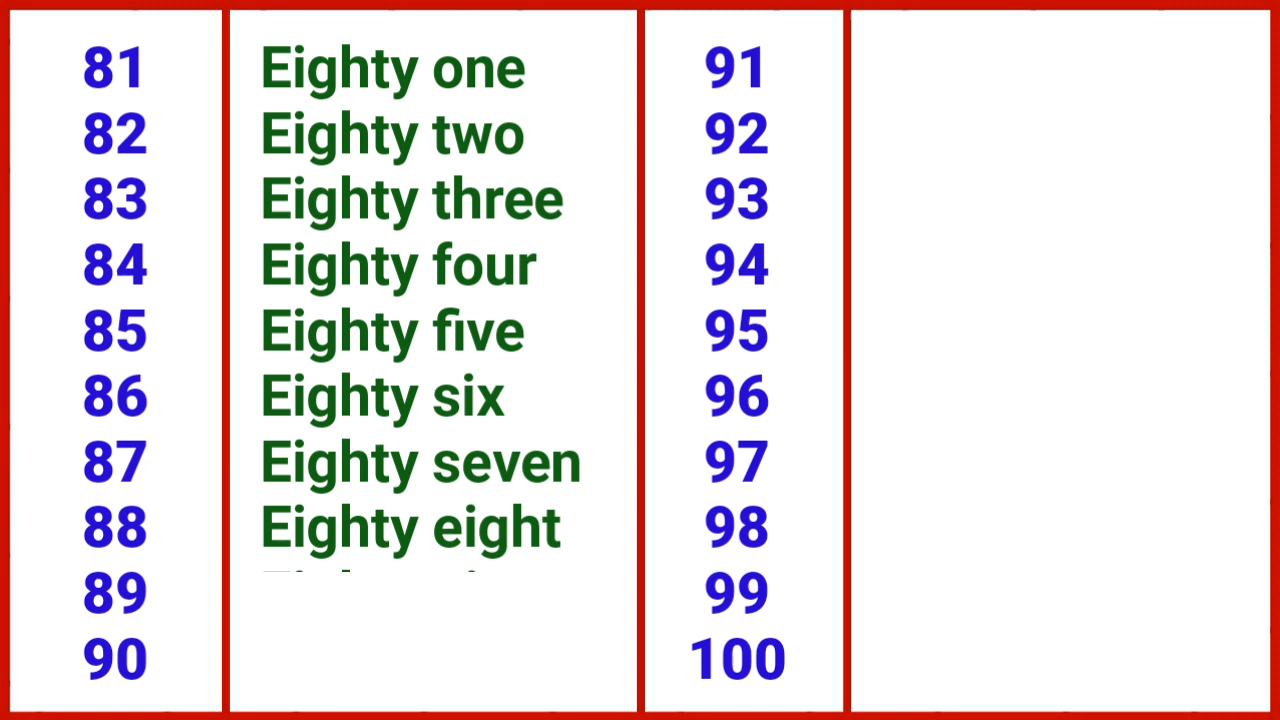 81 Eighty one 91
82 Eighty two 92
83 Eighty three 93
84 Eighty four 94
85 Eighty five 95
86 Eighty six 96
87 Eighty seven 97
88 Eighty eight 98
89 99
90 100